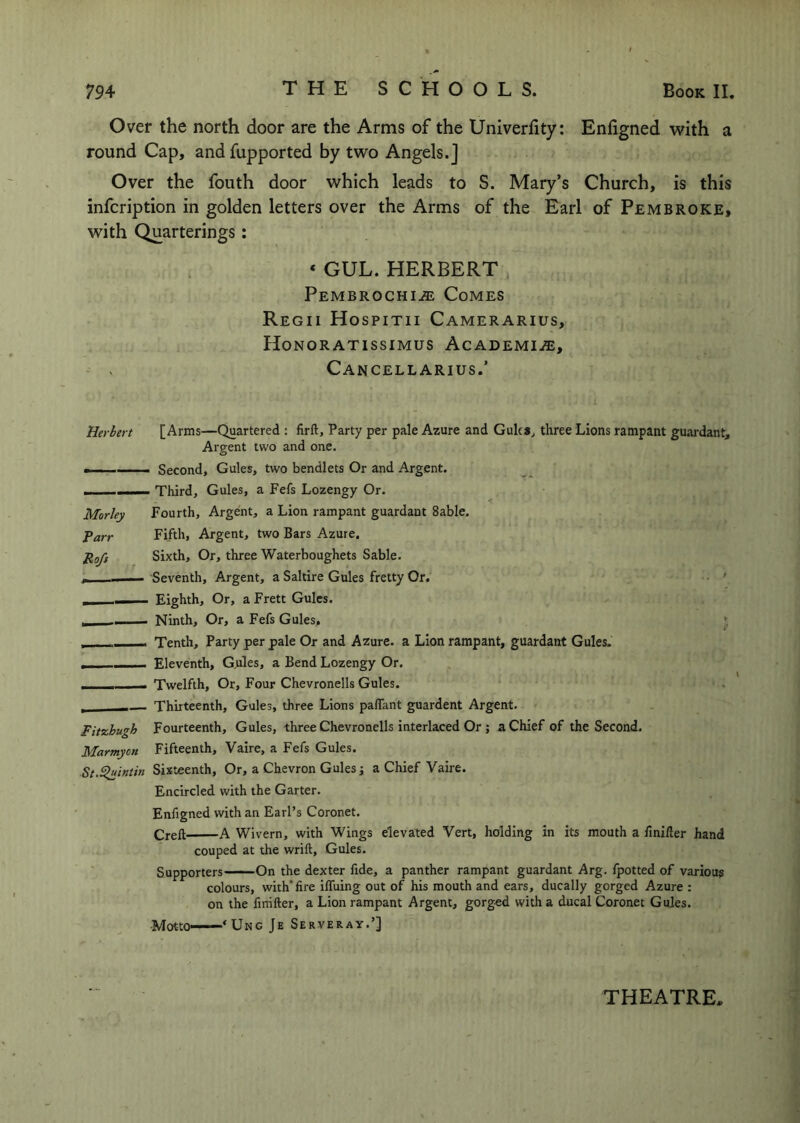 794 THE SCHOOLS. Book II.
Over the north door are the Arms of the Univerſity: Enſigned with a
round Cap, and ſupported by two Angels.]
Over the ſouth door which leads to S. Mary’s Church, is this
inſcription in golden letters over the Arms of the Earl of Pembroke,
with Quarterings:
‘ GUL. HERBERT
Pembrochiæ Comes
Regii Hospitii Camerarius,
Honoratissimus Academiæ,
Cancellarius.’
Herbert [Arms—Quartered : firſt, Party per pale Azure and Gules, three Lions rampant guardant,
Argent two and one.
——— Second, Gules, two bendlets Or and Argent.
——— Third, Gules, a Feſs Lozengy Or.
Morley Fourth, Argent, a Lion rampant guardant Sable.
Parr Fifth, Argent, two Bars Azure.
Roſs Sixth, Or, three Waterboughets Sable.
——— Seventh, Argent, a Saltire Gules fretty Or.
——— Eighth, Or, a Frett Gules.
——— Ninth, Or, a Feſs Gules,
——— Tenth, Party per pale Or and Azure. a Lion rampant, guardant Gules.
——— Eleventh, Gules, a Bend Lozengy Or.
——— Twelfth, Or, Four Chevronells Gules.
——— Thirteenth, Gules, three Lions paſſant guardent Argent.
Fitzhugh Fourteenth, Gules, three Chevronells interlaced Or ; a Chief of the Second.
Marmyon Fifteenth, Vaire, a Feſs Gules.
St.Quintin Sixteenth, Or, a Chevron Gules ; a Chief Vaire.
Encircled with the Garter.
Enſigned with an Earl’s Coronet.
Creſt——A Wivern, with Wings elevated Vert, holding in its mouth a ſiniſter hand
couped at the wriſt, Gules.
Supporters——On the dexter ſide, a panther rampant guardant Arg. ſpotted of various
colours, with fire iſſuing out of his mouth and ears, ducally gorged Azure :
on the ſiniſter, a Lion rampant Argent, gorged with a ducal Coronet Gules.
Motto——‘ Ung Je Serveray.’]
THEATRE.